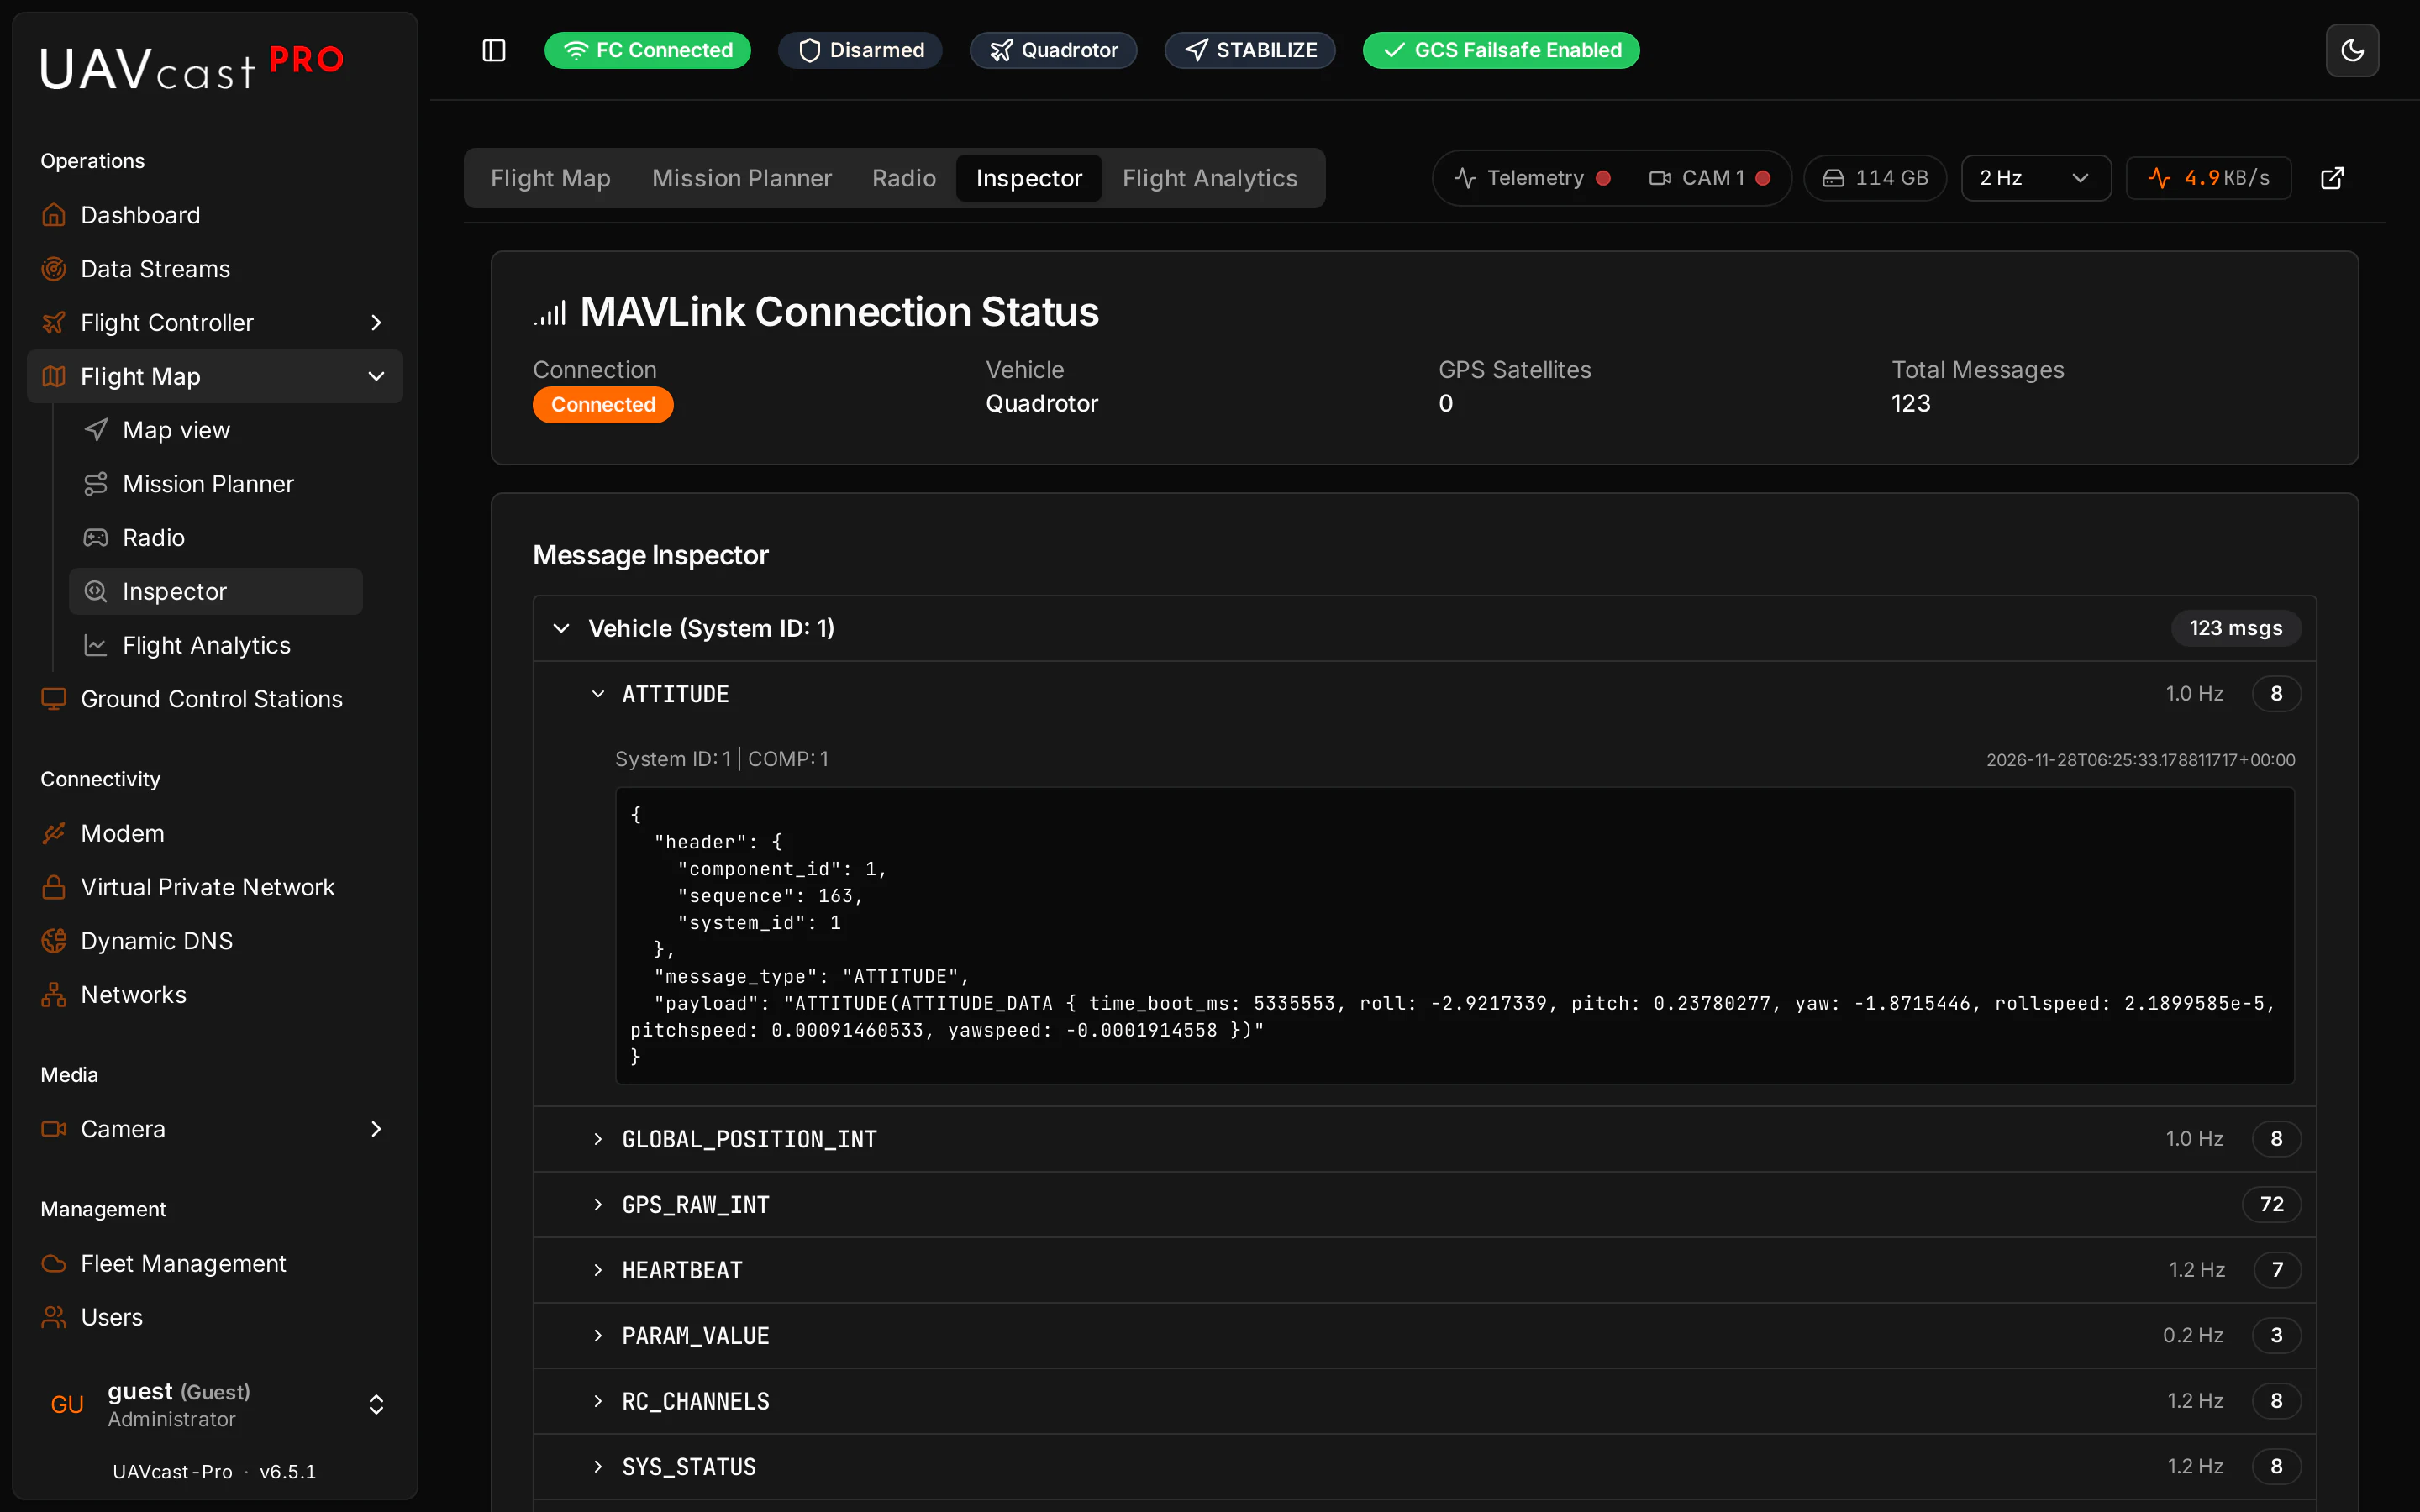 UAVcast PRO
Operations
Dashboard
Data Streams
Flight Controller
Flight Map
Map view
Mission Planner
Radio
Inspector
Flight Analytics
Ground Control Stations
Connectivity
Modem
Virtual Private Network
Dynamic DNS
Networks
Media
Camera
Management
Fleet Management
Users
GU
guest (Guest)
Administrator
UAVcast-Pro · v6.5.1
FC Connected
Disarmed
Quadrotor
STABILIZE
GCS Failsafe Enabled
Flight Map
Mission Planner
Radio
Inspector
Flight Analytics
Telemetry
CAM 1
114 GB
2 Hz
4.9 KB/s
MAVLink Connection Status
Connection
Connected
Vehicle
Quadrotor
GPS Satellites
0
Total Messages
123
Message Inspector
Vehicle (System ID: 1)
123 msgs
ATTITUDE
1.0 Hz
8
System ID: 1 | COMP: 1
2026-11-28T06:25:33.178811717+00:00
{
"header": {
"component_id": 1,
"sequence": 163,
"system_id": 1
},
"message_type": "ATTITUDE",
"payload": "ATTITUDE(ATTITUDE_DATA { time_boot_ms: 5335553, roll: -2.9217339, pitch: 0.23780277, yaw: -1.8715446, rollspeed: 2.1899585e-5,
pitchspeed: 0.00091460533, yawspeed: -0.0001914558 })"
}
GLOBAL_POSITION_INT
1.0 Hz
8
GPS_RAW_INT
72
HEARTBEAT
1.2 Hz
7
PARAM_VALUE
0.2 Hz
3
RC_CHANNELS
1.2 Hz
8
SYS_STATUS
1.2 Hz
8